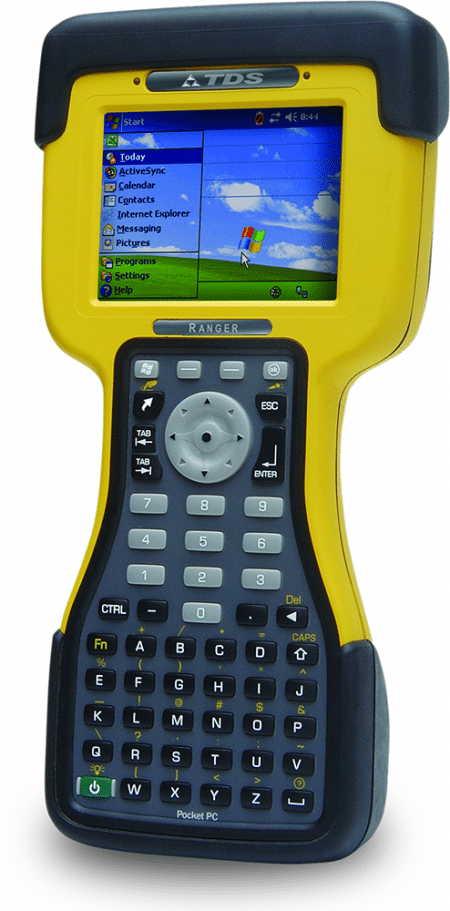 TDS
Start 8:44
Today
ActiveSync
Calendar
Contacts
Internet Explorer
Messaging
Pictures
Programs
Settings
Help
RANGER
ok
ESC
TAB
TAB
ENTER
7 8 9
4 5 6
1 2 3
Del
CTRL - 0 . ◄
+ / * = CAPS
Fn A B C D
% ( ) " ^
E F G H I J
_ ! @ # $ &
K L M N O P
\ ? , : ~
Q R S T U V
[ ] < > ?
W X Y Z
Pocket PC